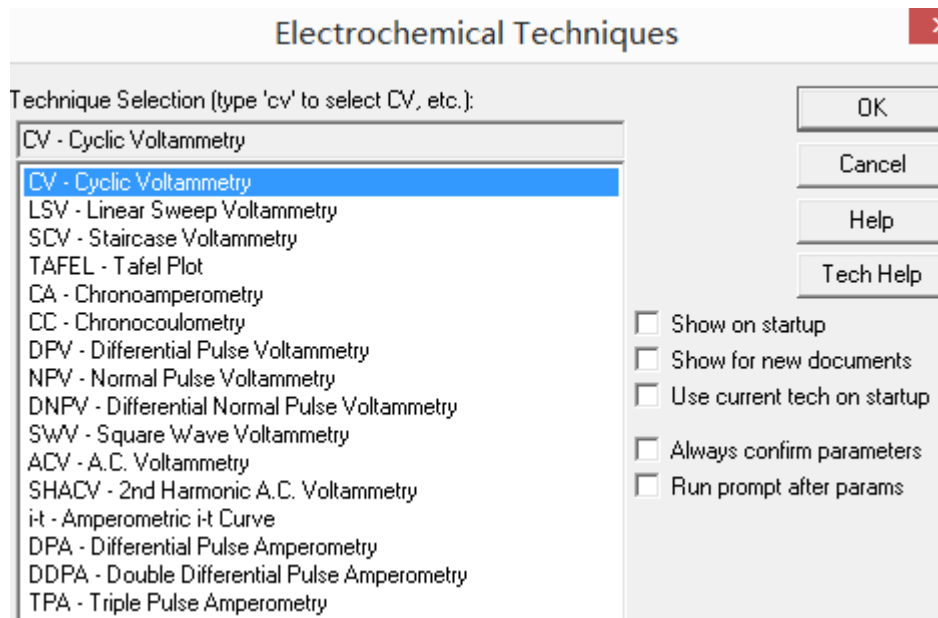 Electrochemical Techniques
Technique Selection (type 'cv' to select CV, etc.):
CV - Cyclic Voltammetry
CV - Cyclic Voltammetry
LSV - Linear Sweep Voltammetry
SCV - Staircase Voltammetry
TAFEL - Tafel Plot
CA - Chronoamperometry
CC - Chronocoulometry
DPV - Differential Pulse Voltammetry
NPV - Normal Pulse Voltammetry
DNPV - Differential Normal Pulse Voltammetry
SWV - Square Wave Voltammetry
ACV - A.C. Voltammetry
SHACV - 2nd Harmonic A.C. Voltammetry
i-t - Amperometric i-t Curve
DPA - Differential Pulse Amperometry
DDPA - Double Differential Pulse Amperometry
TPA - Triple Pulse Amperometry
OK
Cancel
Help
Tech Help
Show on startup
Show for new documents
Use current tech on startup
Always confirm parameters
Run prompt after params